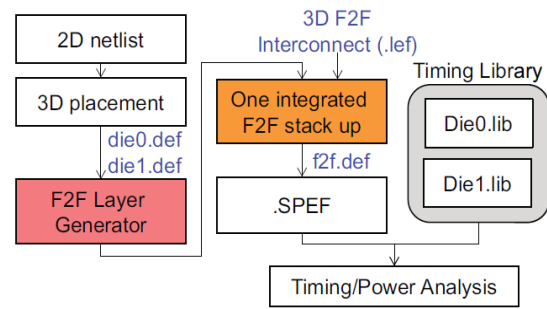 2D netlist
3D placement
die0.def
die1.def
F2F Layer
Generator
3D F2F
Interconnect (.lef)
One integrated
F2F stack up
f2f.def
.SPEF
Timing Library
Die0.lib
Die1.lib
Timing/Power Analysis